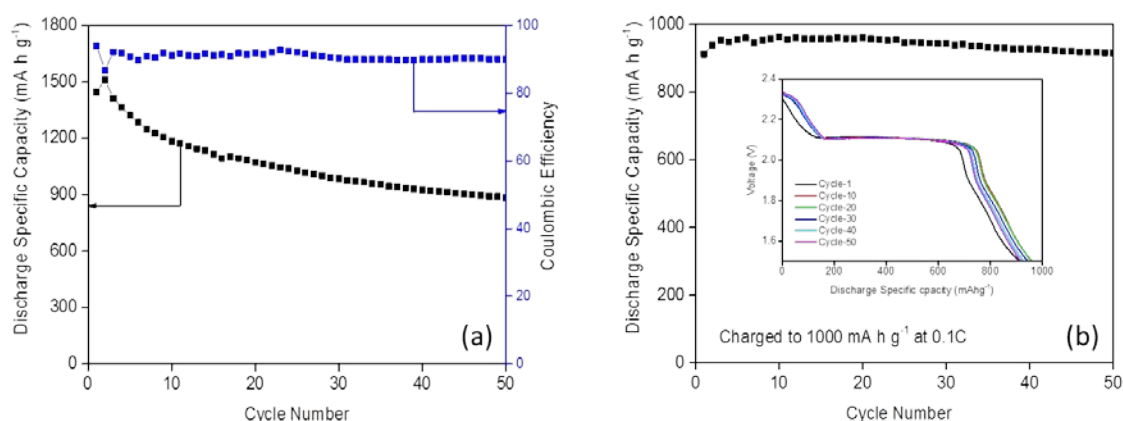 1800
1500
1200
900
600
300
0
Discharge Specific Capacity (mA h g⁻¹)
100
80
60
40
20
0
Coulombic Efficiency
(a)
0 10 20 30 40 50
Cycle Number
1000
800
600
400
200
0
Discharge Specific Capacity (mA h g⁻¹)
2.4
2.2
2.0
1.8
1.6
Voltage (V)
Cycle-1
Cycle-10
Cycle-20
Cycle-30
Cycle-40
Cycle-50
0 200 400 600 800 1000
Discharge Specific cpacity (mAhg⁻¹)
Charged to 1000 mA h g⁻¹ at 0.1C
(b)
0 10 20 30 40 50
Cycle Number